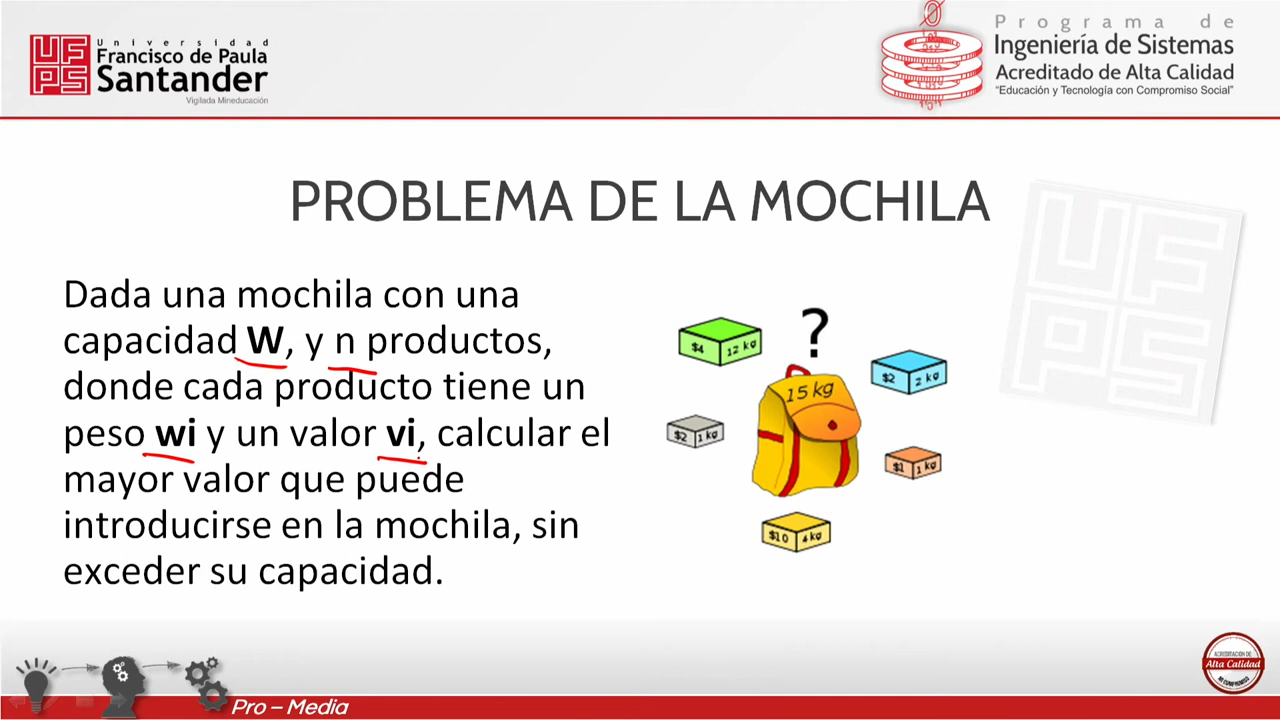 UFPS
Universidad
Francisco de Paula
Santander
Vigilada Mineducación
Programa de
Ingeniería de Sistemas
Acreditado de Alta Calidad
"Educación y Tecnología con Compromiso Social"
PROBLEMA DE LA MOCHILA
UFPS
Dada una mochila con una
capacidad W, y n productos,
donde cada producto tiene un
peso wi y un valor vi, calcular el
mayor valor que puede
introducirse en la mochila, sin
exceder su capacidad.
?
$4 12 kg
$2 2 kg
15 kg
$2 1 kg
$1 1 kg
$10 4 kg
ACREDITACIÓN DE
Alta Calidad
Pro – Media